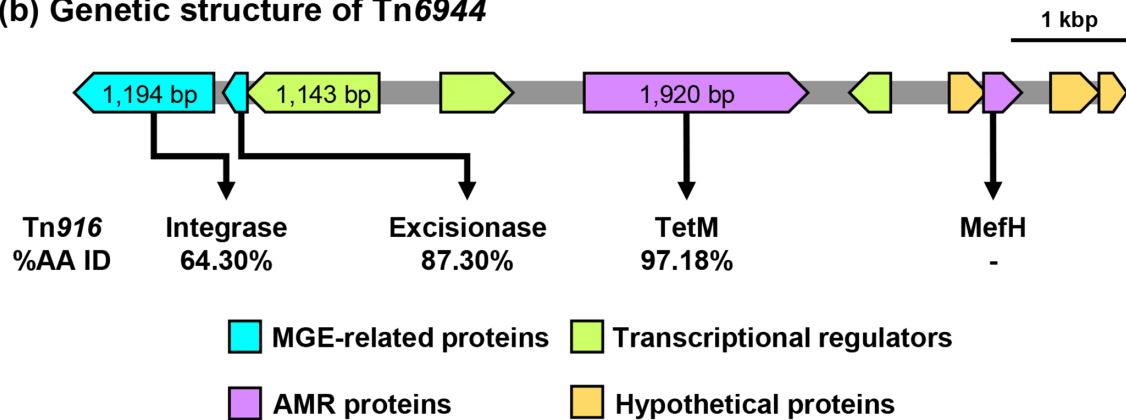 (b) Genetic structure of Tn6944
1 kbp
1,194 bp 1,143 bp 1,920 bp
Tn916 Integrase Excisionase TetM MefH
%AA ID 64.30% 87.30% 97.18% -
MGE-related proteins Transcriptional regulators
AMR proteins Hypothetical proteins